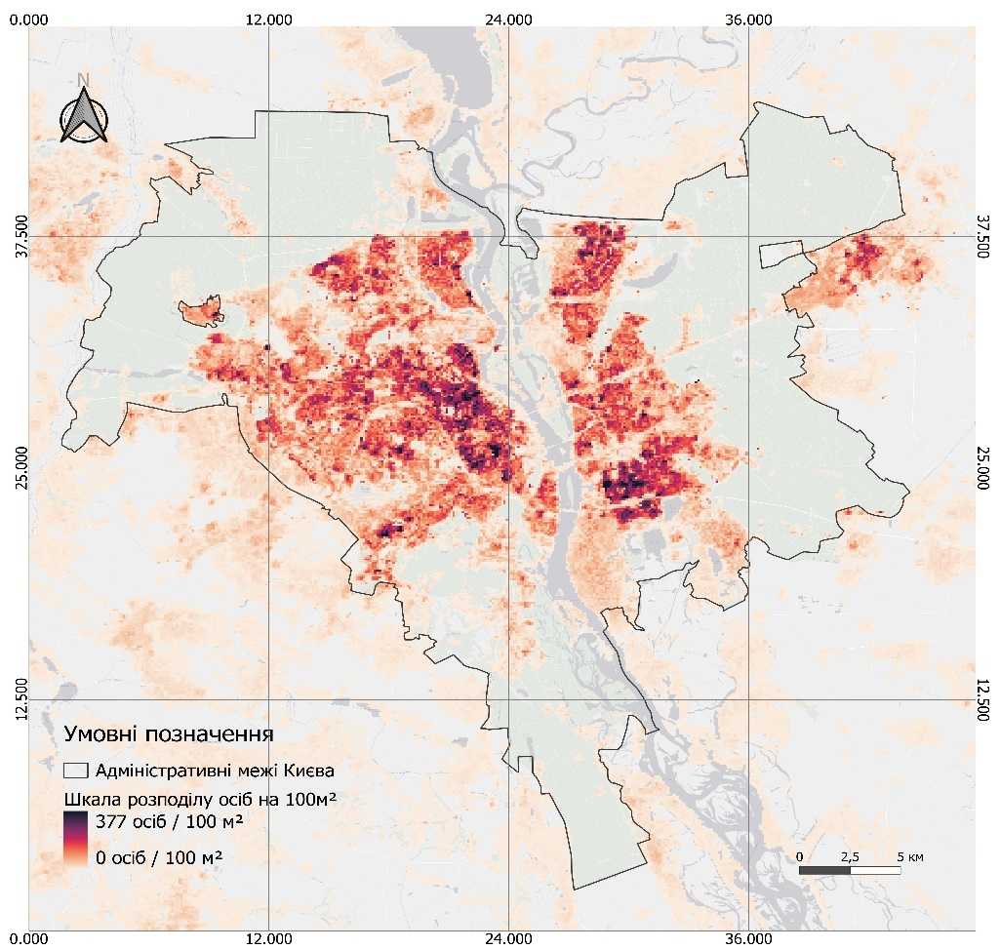 0.000 12.000 24.000 36.000
N
37.500 37.500
25.000 25.000
12.500 12.500
Умовні позначення
Адміністративні межі Києва
Шкала розподілу осіб на 100м²
377 осіб / 100 м²
0 осіб / 100 м²
0 2,5 5 км
0.000 12.000 24.000 36.000